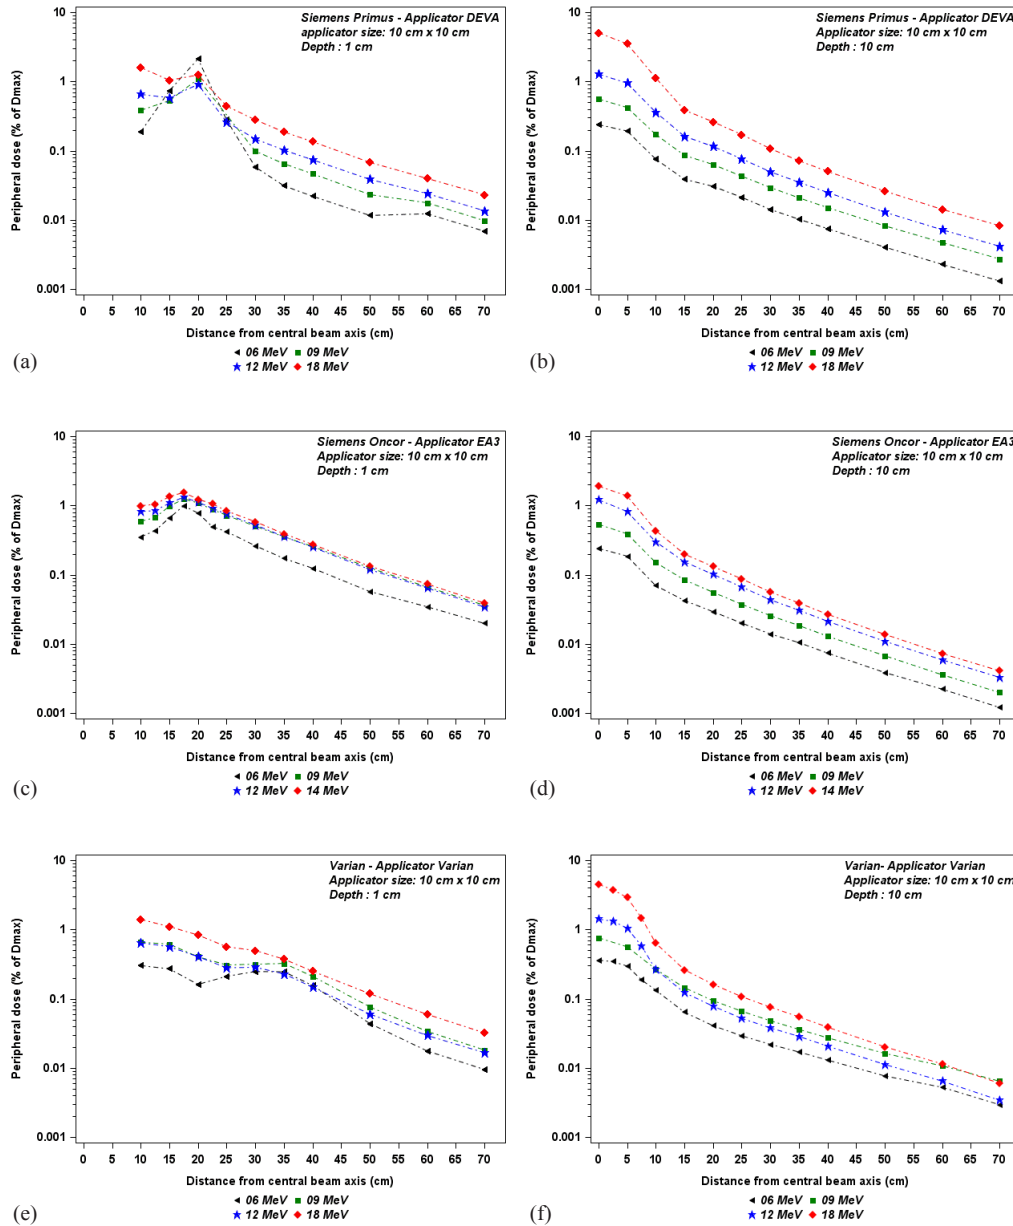 Siemens Primus - Applicator DEVA
applicator size: 10 cm x 10 cm
Depth : 1 cm
Peripheral dose (% of Dmax)
10
1
0.1
0.01
0.001
0 5 10 15 20 25 30 35 40 45 50 55 60 65 70
Distance from central beam axis (cm)
06 MeV 09 MeV
12 MeV 18 MeV
(a)
Siemens Primus - Applicator DEVA
Applicator size: 10 cm x 10 cm
Depth : 10 cm
Peripheral dose (% of Dmax)
10
1
0.1
0.01
0.001
0 5 10 15 20 25 30 35 40 45 50 55 60 65 70
Distance from central beam axis (cm)
06 MeV 09 MeV
12 MeV 18 MeV
(b)
Siemens Oncor - Applicator EA3
Applicator size: 10 cm x 10 cm
Depth : 1 cm
Peripheral dose (% of Dmax)
10
1
0.1
0.01
0.001
0 5 10 15 20 25 30 35 40 45 50 55 60 65 70
Distance from central beam axis (cm)
06 MeV 09 MeV
12 MeV 14 MeV
(c)
Siemens Oncor - Applicator EA3
Applicator size: 10 cm x 10 cm
Depth : 10 cm
Peripheral dose (% of Dmax)
10
1
0.1
0.01
0.001
0 5 10 15 20 25 30 35 40 45 50 55 60 65 70
Distance from central beam axis (cm)
06 MeV 09 MeV
12 MeV 14 MeV
(d)
Varian - Applicator Varian
Applicator size: 10 cm x 10 cm
Depth : 1 cm
Peripheral dose (% of Dmax)
10
1
0.1
0.01
0.001
0 5 10 15 20 25 30 35 40 45 50 55 60 65 70
Distance from central beam axis (cm)
06 MeV 09 MeV
12 MeV 18 MeV
(e)
Varian- Applicator Varian
Applicator size: 10 cm x 10 cm
Depth : 10 cm
Peripheral dose (% of Dmax)
10
1
0.1
0.01
0.001
0 5 10 15 20 25 30 35 40 45 50 55 60 65 70
Distance from central beam axis (cm)
06 MeV 09 MeV
12 MeV 18 MeV
(f)